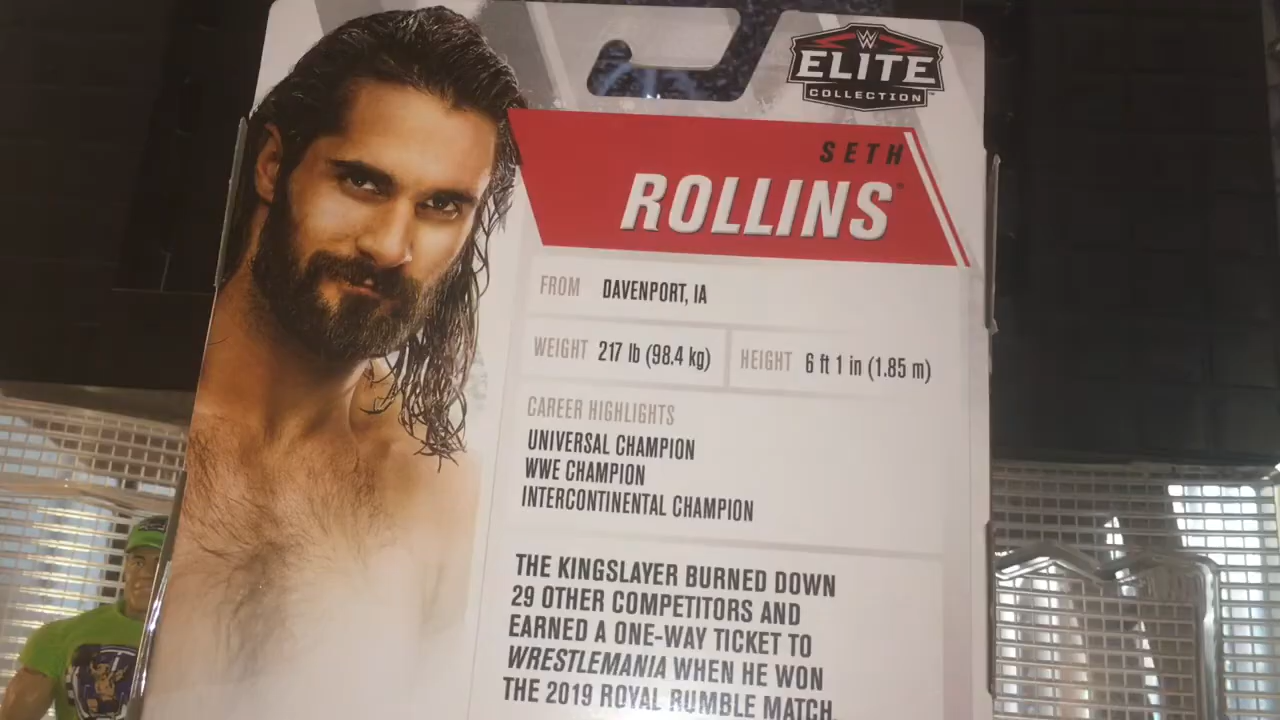 W
ELITE
COLLECTION™
SETH
ROLLINS®
FROM DAVENPORT, IA
WEIGHT 217 lb (98.4 kg) HEIGHT 6 ft 1 in (1.85 m)
CAREER HIGHLIGHTS
UNIVERSAL CHAMPION
WWE CHAMPION
INTERCONTINENTAL CHAMPION
THE KINGSLAYER BURNED DOWN
29 OTHER COMPETITORS AND
EARNED A ONE-WAY TICKET TO
WRESTLEMANIA WHEN HE WON
THE 2019 ROYAL RUMBLE MATCH.